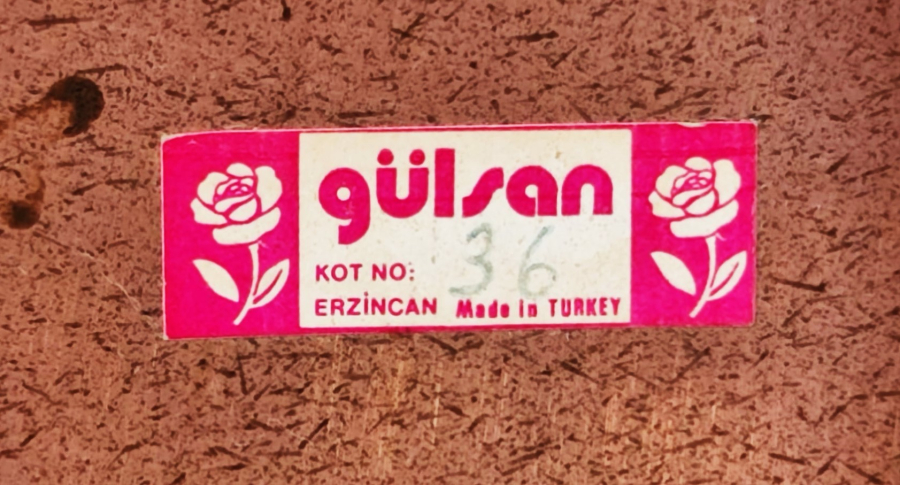 gülsan
KOT NO: 36
ERZİNCAN Made in TURKEY